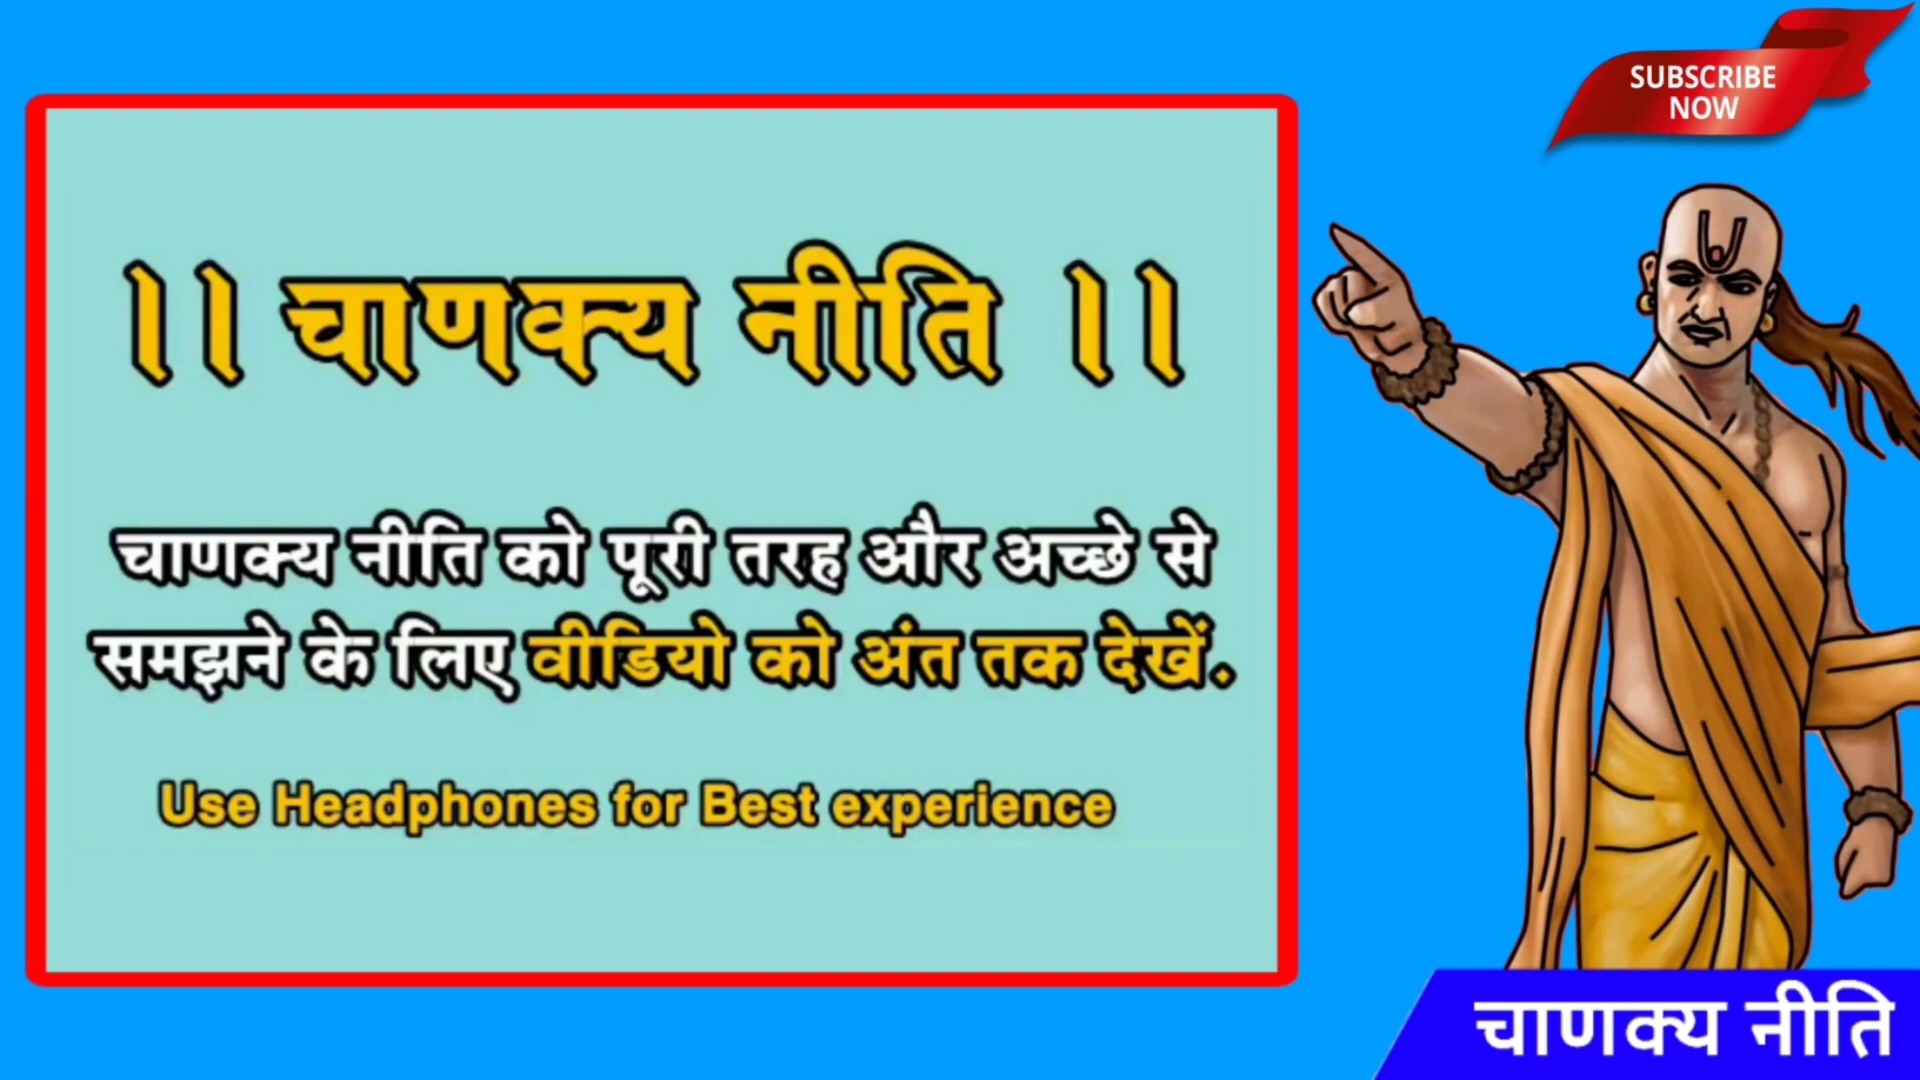 SUBSCRIBE
NOW
।। चाणक्य नीति ।।
चाणक्य नीति को पूरी तरह और अच्छे से
समझने के लिए वीडियो को अंत तक देखें.
Use Headphones for Best experience
चाणक्य नीति